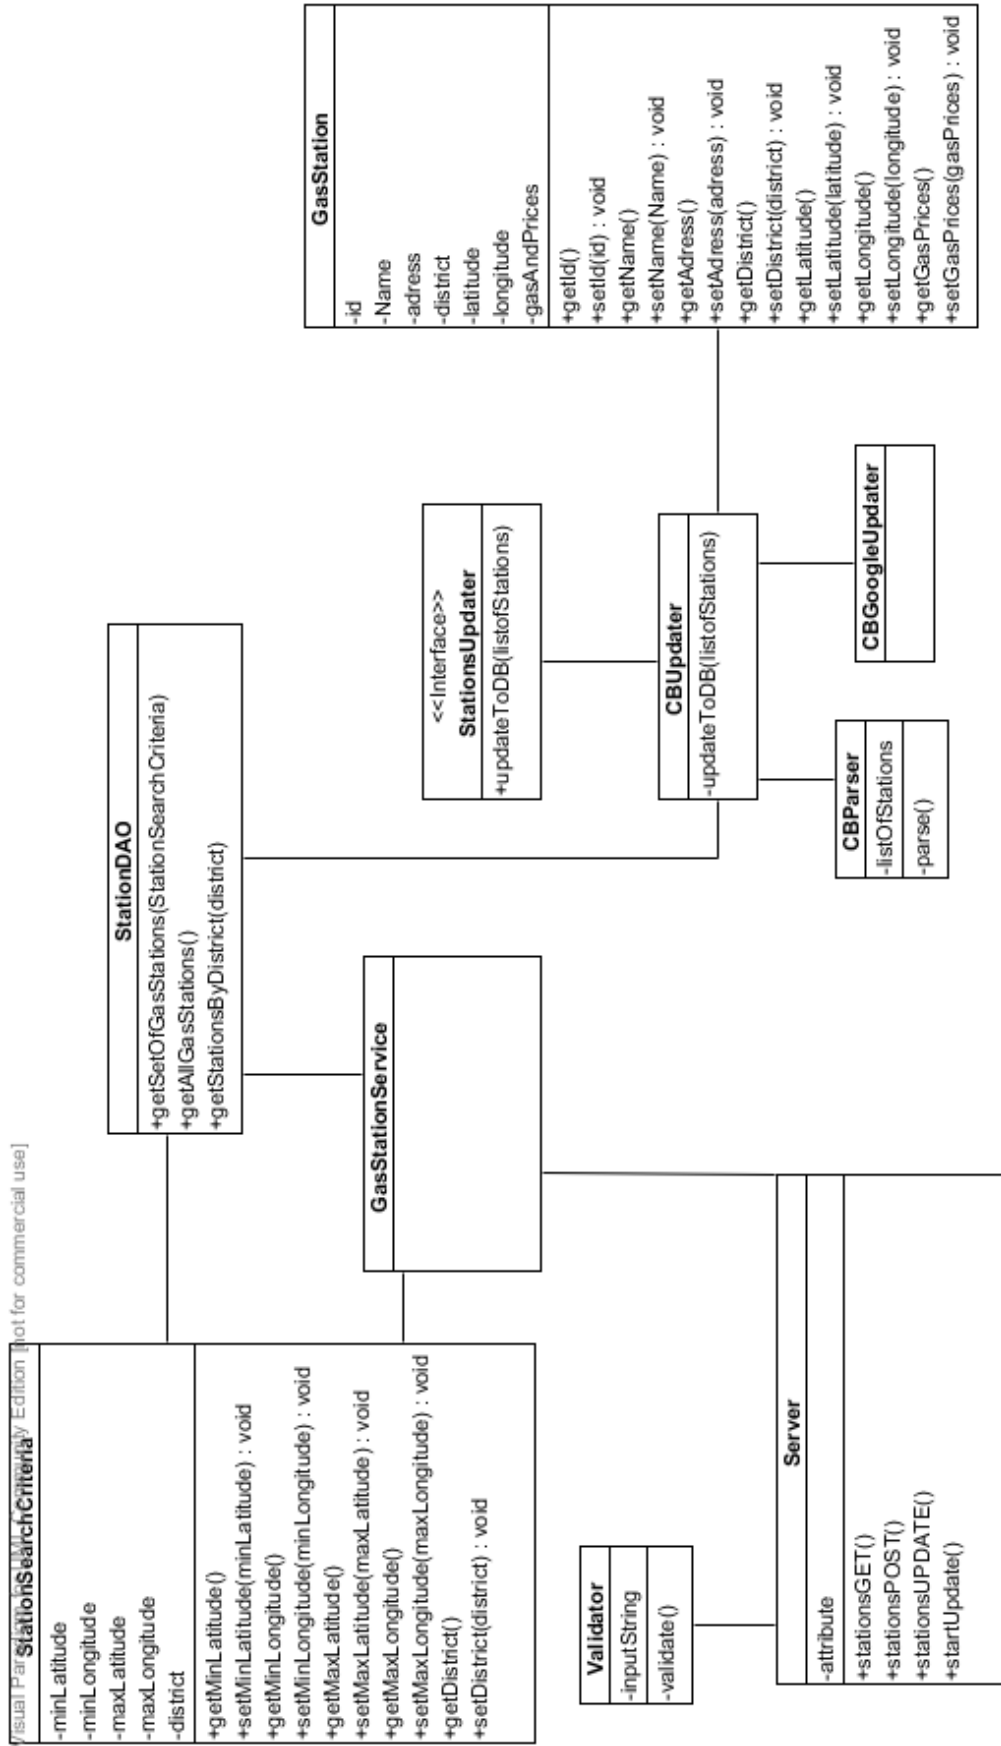 Visual Paradigm for UML Community Edition [not for commercial use]
StationSearchCriteria
-minLatitude
-minLongitude
-maxLatitude
-maxLongitude
-district
+getMinLatitude()
+setMinLatitude(minLatitude) : void
+getMinLongitude()
+setMinLongitude(minLongitude) : void
+getMaxLatitude()
+setMaxLatitude(maxLatitude) : void
+getMaxLongitude()
+setMaxLongitude(maxLongitude) : void
+getDistrict()
+setDistrict(district) : void
StationDAO
+getSetOfGasStations(StationSearchCriteria)
+getAllGasStations()
+getStationsByDistrict(district)
GasStationService
<<Interface>>
StationsUpdater
+updateToDB(listofStations)
GasStation
-id
-Name
-adress
-district
-latitude
-longitude
-gasAndPrices
+getId()
+setId(id) : void
+getName()
+setName(Name) : void
+getAdress()
+setAdress(adress) : void
+getDistrict()
+setDistrict(district) : void
+getLatitude()
+setLatitude(latitude) : void
+getLongitude()
+setLongitude(longitude) : void
+getGasPrices()
+setGasPrices(gasPrices) : void
Validator
-inputString
-validate()
CBUpdater
-updateToDB(listofStations)
Server
-attribute
+stationsGET()
+stationsPOST()
+stationsUPDATE()
+startUpdate()
CBParser
-listOfStations
-parse()
CBGoogleUpdater